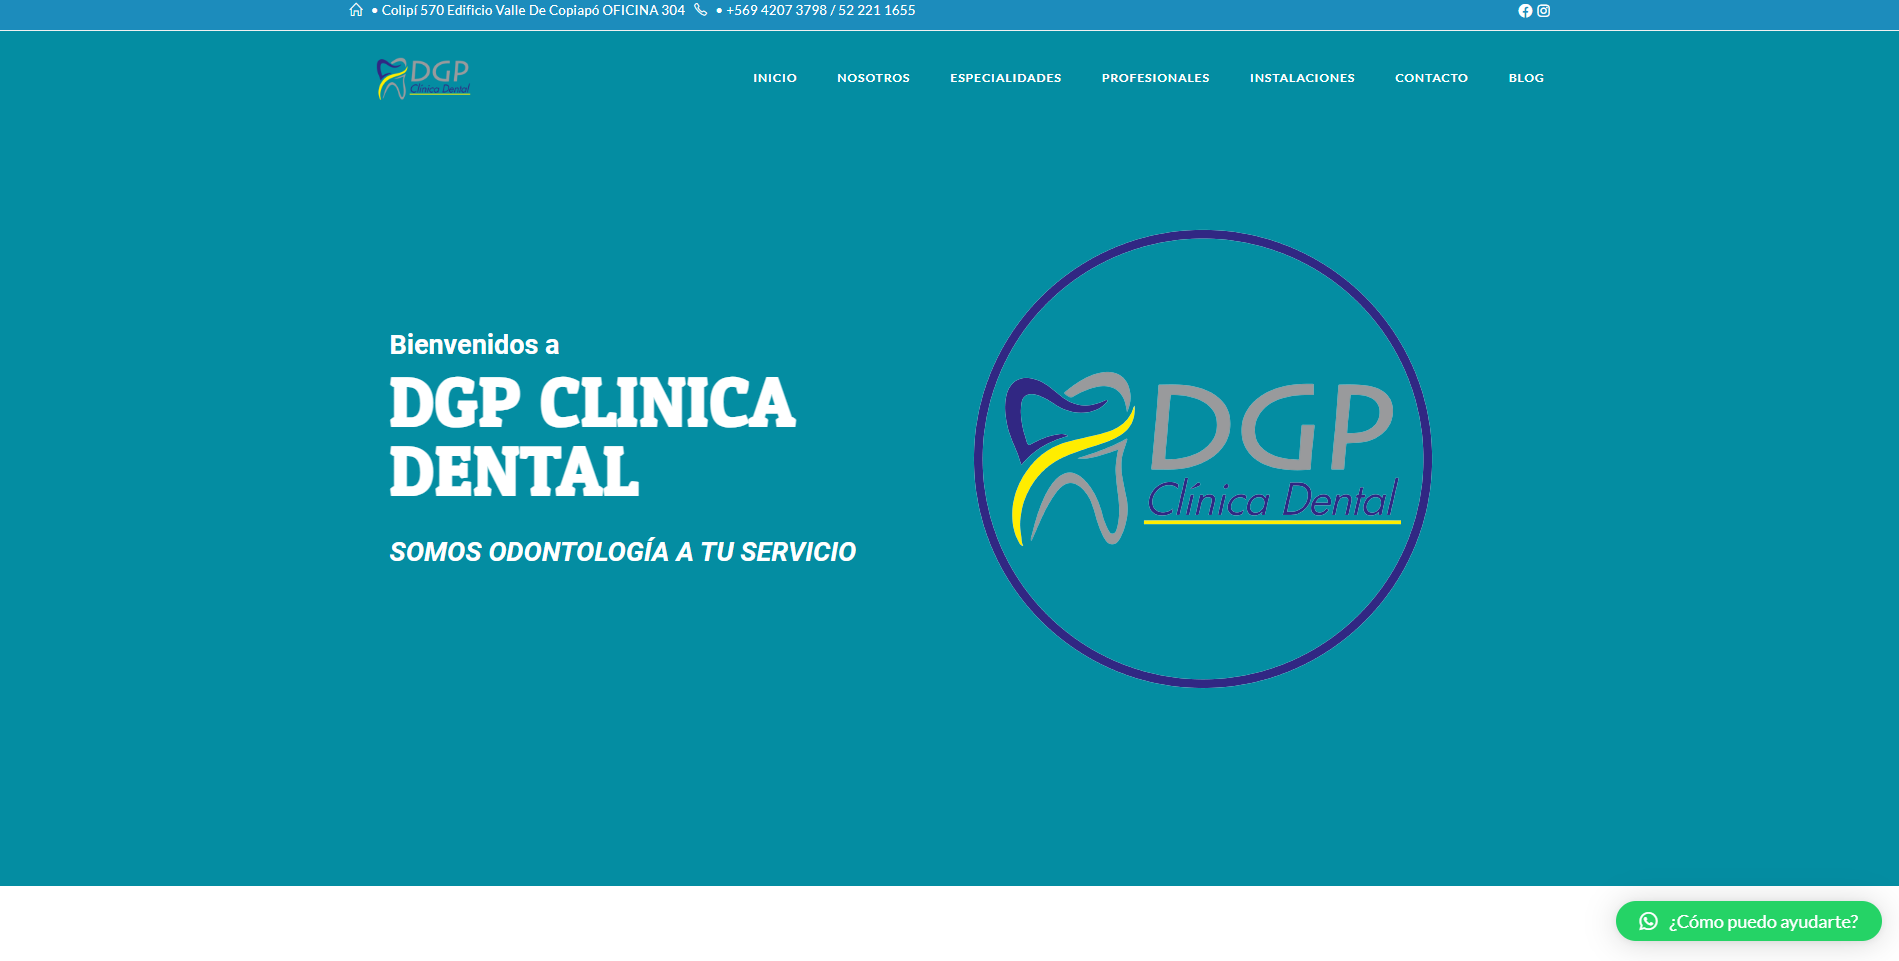 • Colipí 570 Edificio Valle De Copiapó OFICINA 304 • +569 4207 3798 / 52 221 1655
DGP
Clínica Dental
INICIO NOSOTROS ESPECIALIDADES PROFESIONALES INSTALACIONES CONTACTO BLOG
Bienvenidos a
DGP CLINICA
DENTAL
SOMOS ODONTOLOGÍA A TU SERVICIO
DGP
Clínica Dental
¿Cómo puedo ayudarte?